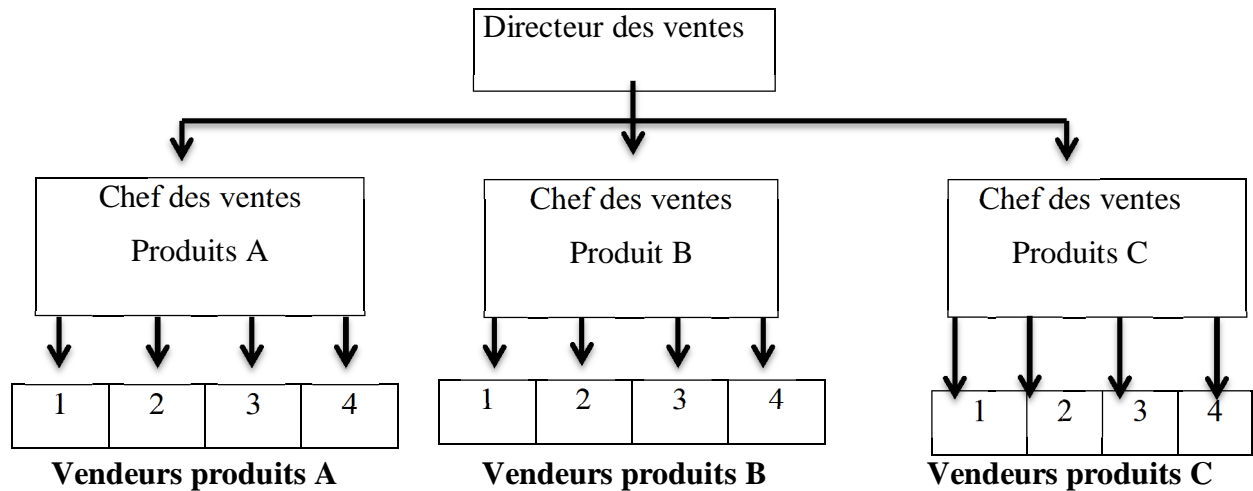 Directeur des ventes
Chef des ventes
Produits A
Chef des ventes
Produit B
Chef des ventes
Produits C
1 2 3 4
1 2 3 4
1 2 3 4
Vendeurs produits A
Vendeurs produits B
Vendeurs produits C